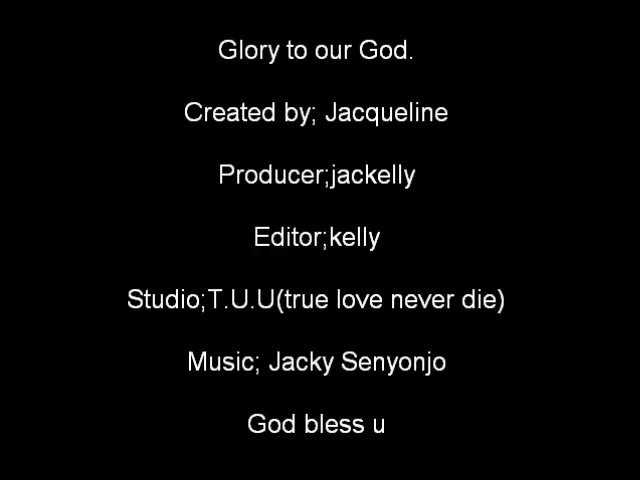 Glory to our God.
Created by; Jacqueline
Producer;jackelly
Editor;kelly
Studio;T.U.U(true love never die)
Music; Jacky Senyonjo
God bless u